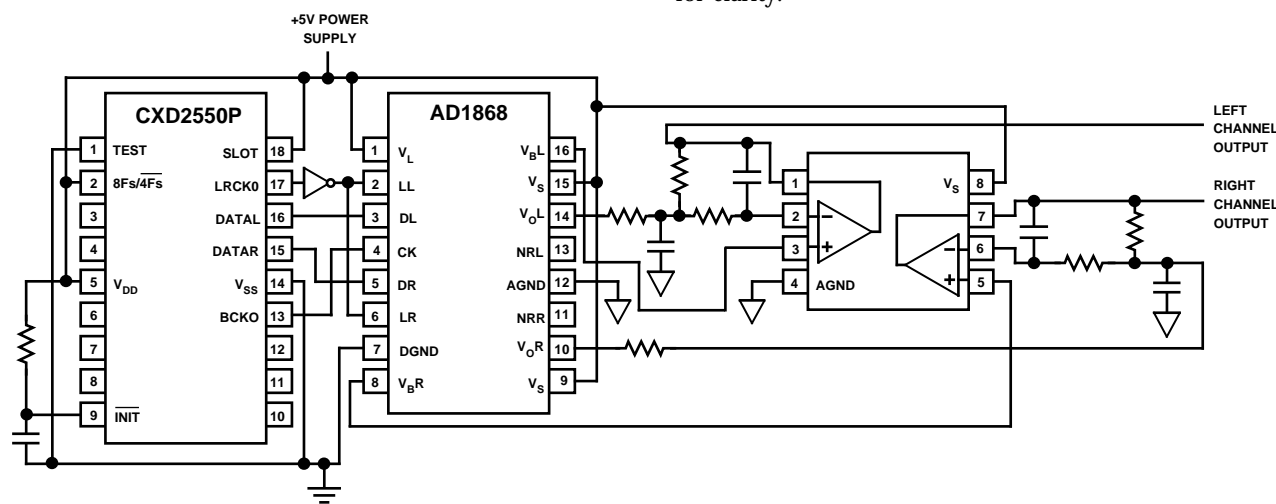 for clarity.
+5V POWER
SUPPLY
CXD2550P
1 TEST
2 8Fs/4Fs
3
4
5 VDD
6
7
8
9 INIT
SLOT 18
LRCK0 17
DATAL 16
DATAR 15
VSS 14
BCKO 13
12
11
10
AD1868
1 VL
2 LL
3 DL
4 CK
5 DR
6 LR
7 DGND
8 VBR
VBL 16
VS 15
VOL 14
NRL 13
AGND 12
NRR 11
VOR 10
VS 9
1
2 −
3 +
4 AGND
VS 8
7
− 6
+ 5
LEFT
CHANNEL
OUTPUT
RIGHT
CHANNEL
OUTPUT